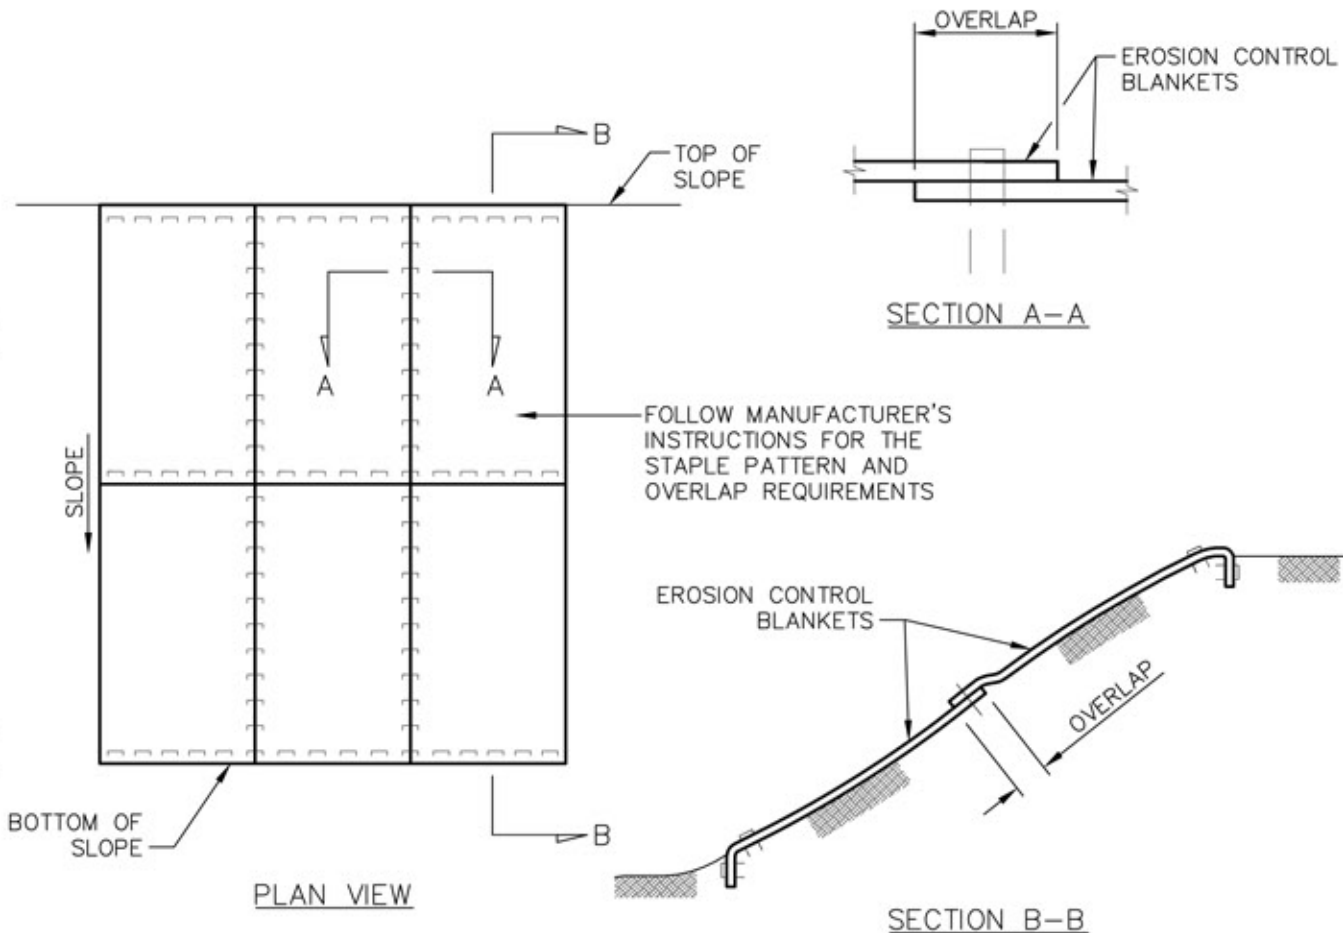 OVERLAP
EROSION CONTROL
BLANKETS
B
TOP OF
SLOPE
SECTION A-A
A
A
FOLLOW MANUFACTURER'S
INSTRUCTIONS FOR THE
STAPLE PATTERN AND
OVERLAP REQUIREMENTS
SLOPE
EROSION CONTROL
BLANKETS
OVERLAP
BOTTOM OF
SLOPE
B
PLAN VIEW
SECTION B-B